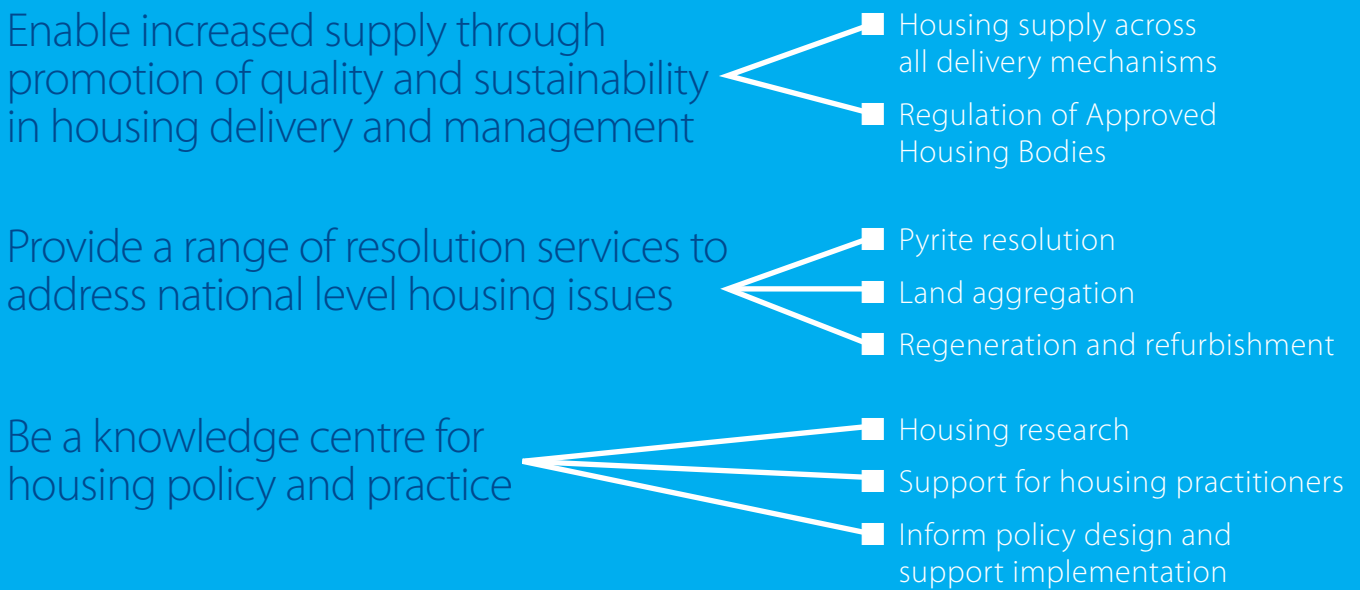 Enable increased supply through
promotion of quality and sustainability
in housing delivery and management
Housing supply across
all delivery mechanisms
Regulation of Approved
Housing Bodies
Provide a range of resolution services to
address national level housing issues
Pyrite resolution
Land aggregation
Regeneration and refurbishment
Be a knowledge centre for
housing policy and practice
Housing research
Support for housing practitioners
Inform policy design and
support implementation